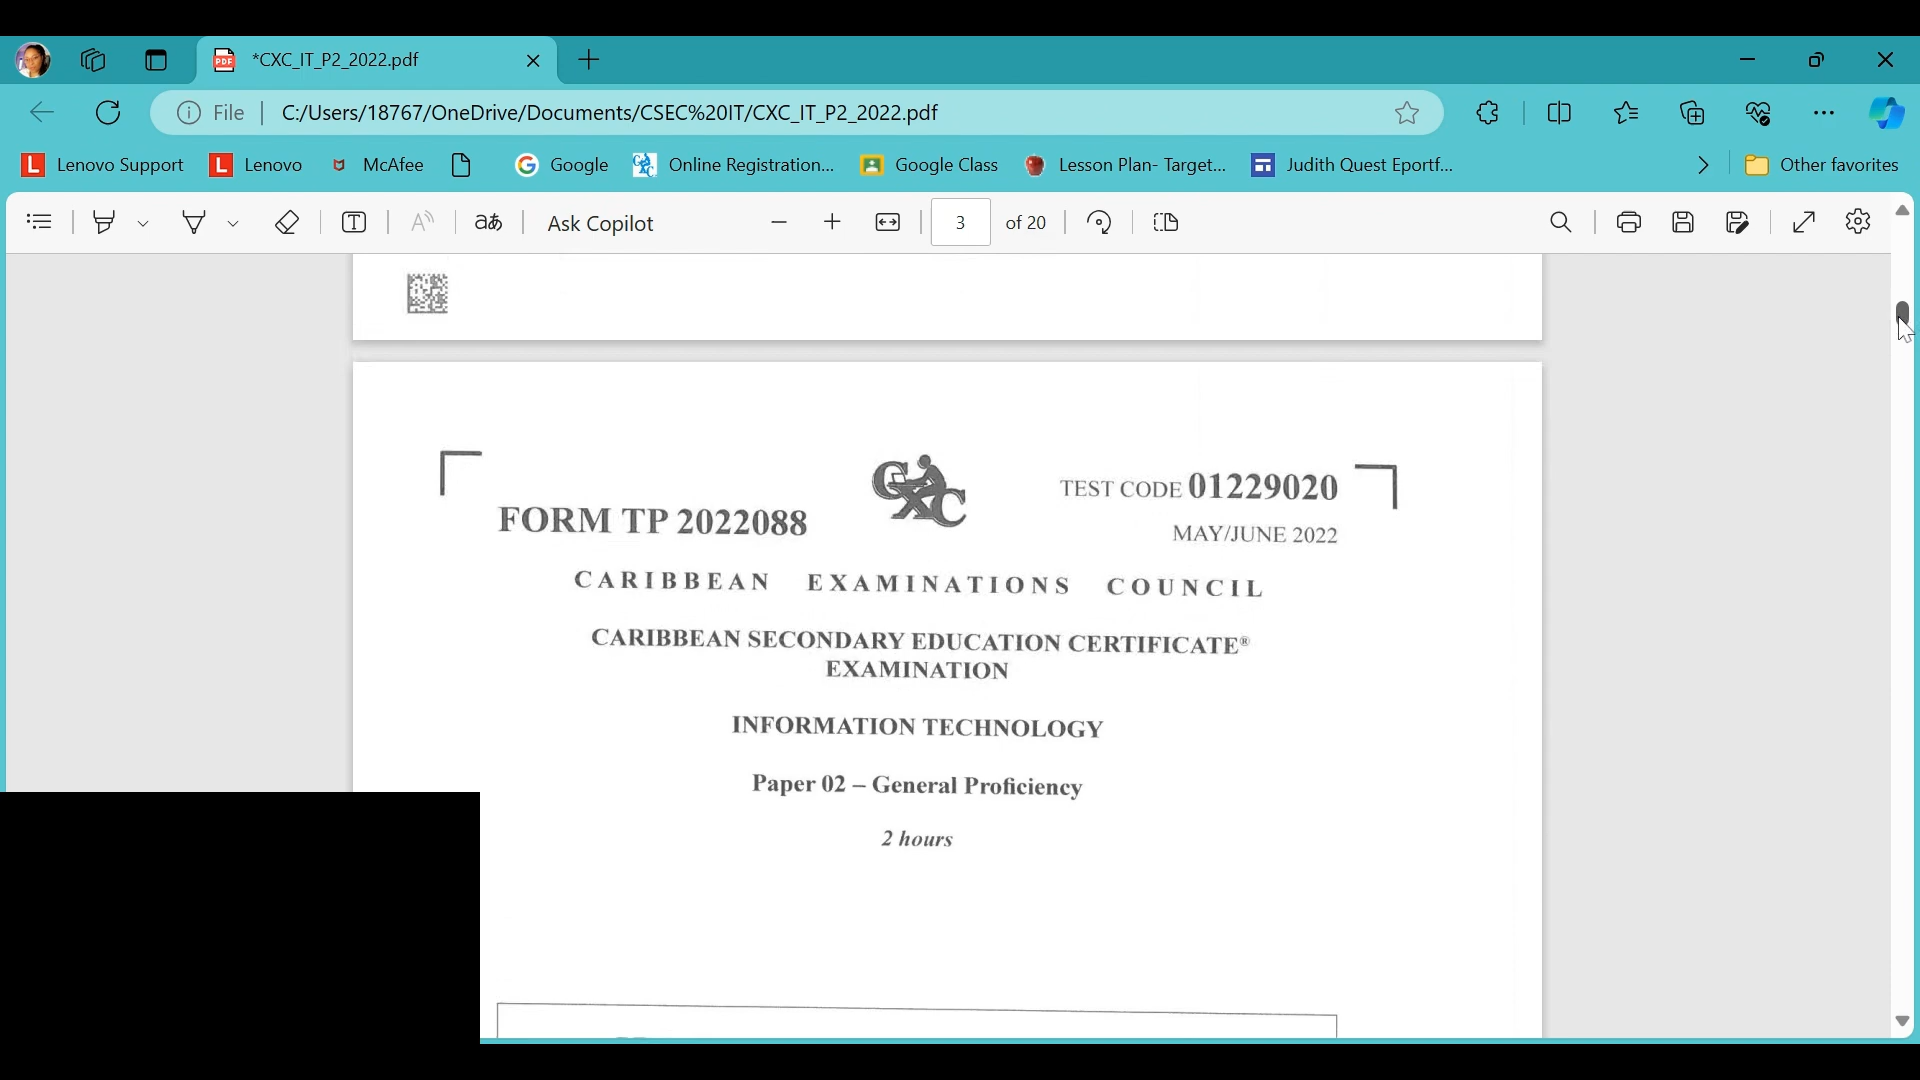 *CXC_IT_P2_2022.pdf
File
C:/Users/18767/OneDrive/Documents/CSEC%20IT/CXC_IT_P2_2022.pdf
Lenovo Support
Lenovo
McAfee
Google
Online Registration...
Google Class
Lesson Plan- Target...
Judith Quest Eportf...
Other favorites
Ask Copilot
3
of 20
FORM TP 2022088
CXC
TEST CODE 01229020
MAY/JUNE 2022
CARIBBEAN EXAMINATIONS COUNCIL
CARIBBEAN SECONDARY EDUCATION CERTIFICATE®
EXAMINATION
INFORMATION TECHNOLOGY
Paper 02 – General Proficiency
2 hours